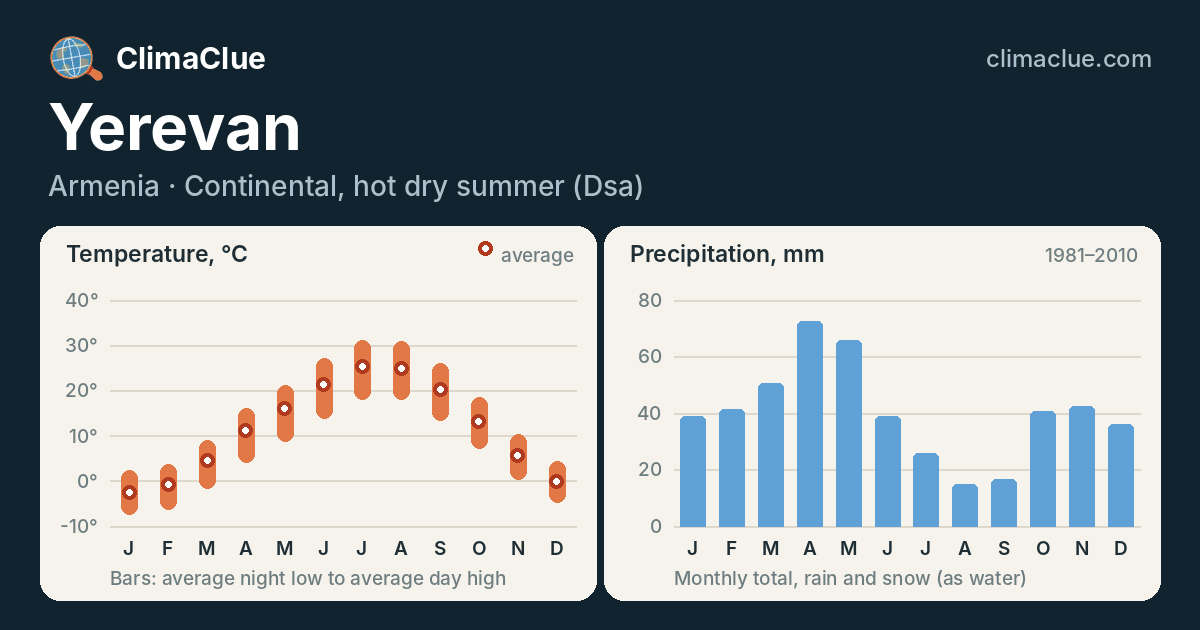 ClimaClue
climaclue.com
Yerevan
Armenia · Continental, hot dry summer (Dsa)
Temperature, °C
average
40°
30°
20°
10°
0°
-10°
J F M A M J J A S O N D
Bars: average night low to average day high
Precipitation, mm
1981–2010
80
60
40
20
0
J F M A M J J A S O N D
Monthly total, rain and snow (as water)